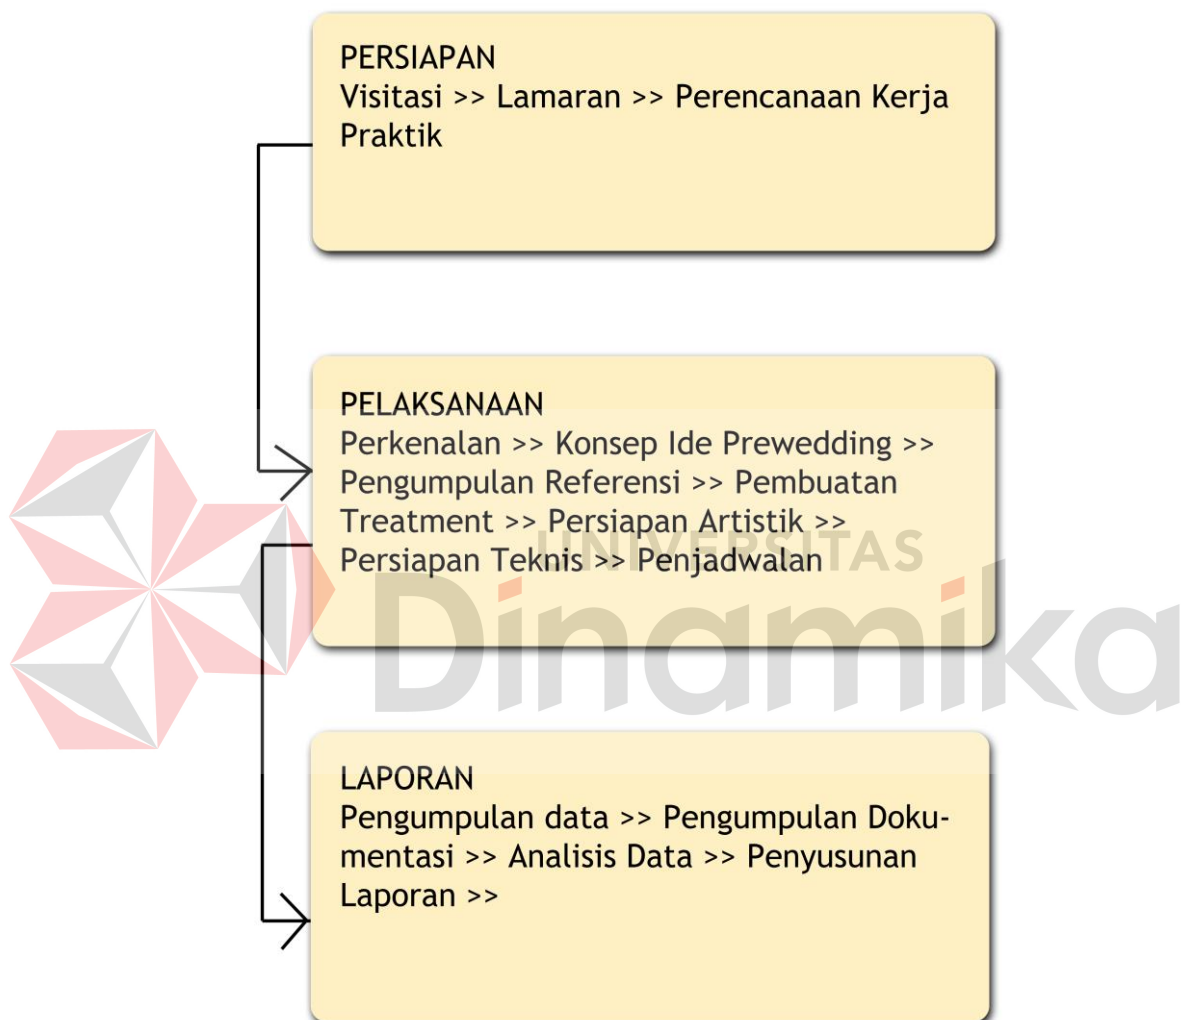 PERSIAPAN
Visitasi >> Lamaran >> Perencanaan Kerja
Praktik
PELAKSANAAN
Perkenalan >> Konsep Ide Prewedding >>
Pengumpulan Referensi >> Pembuatan
Treatment >> Persiapan Artistik >>
Persiapan Teknis >> Penjadwalan
UNIVERSITAS
Dinamika
LAPORAN
Pengumpulan data >> Pengumpulan Doku-
mentasi >> Analisis Data >> Penyusunan
Laporan >>